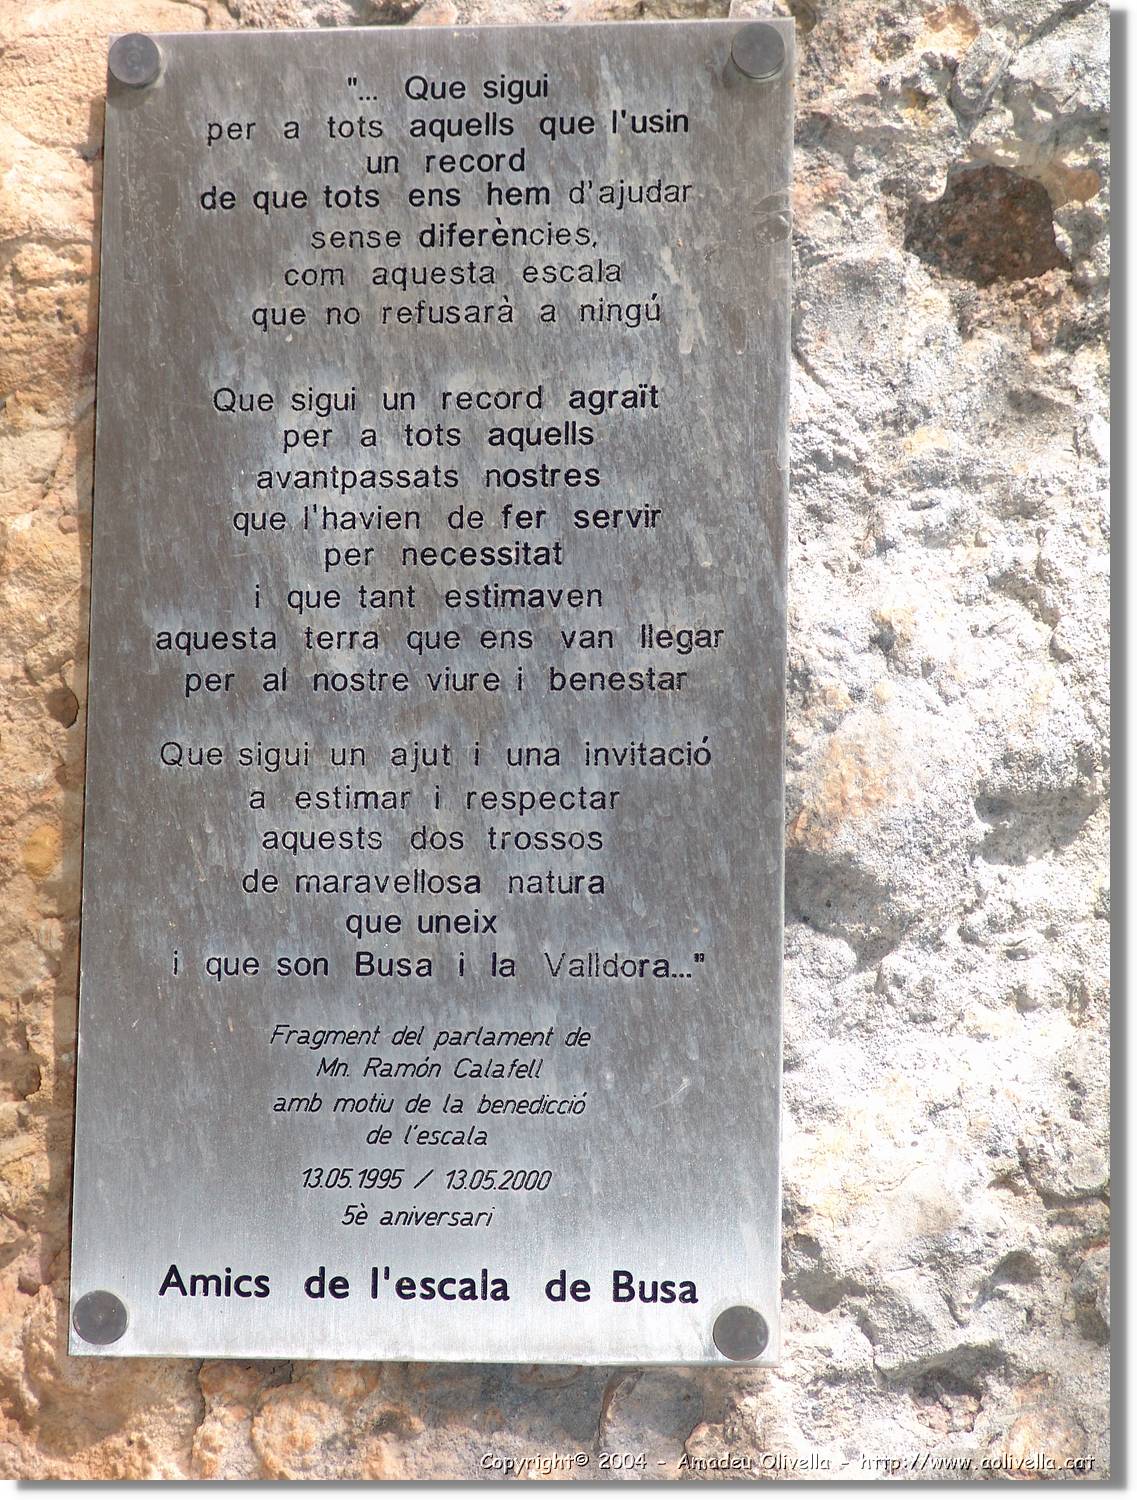 "... Que sigui
per a tots aquells que l'usin
un record
de que tots ens hem d'ajudar
sense diferències,
com aquesta escala
que no refusarà a ningú
Que sigui un record agraït
per a tots aquells
avantpassats nostres
que l'havien de fer servir
per necessitat
i que tant estimaven
aquesta terra que ens van llegar
per al nostre viure i benestar
Que sigui un ajut i una invitació
a estimar i respectar
aquests dos trossos
de maravellosa natura
que uneix
i que son Busa i la Valldora..."
Fragment del parlament de
Mn. Ramón Calafell
amb motiu de la benedicció
de l'escala
13.05.1995 / 13.05.2000
5è aniversari
Amics de l'escala de Busa
Copyright© 2004 - Amadeu Olivella - http://www.aolivella.cat